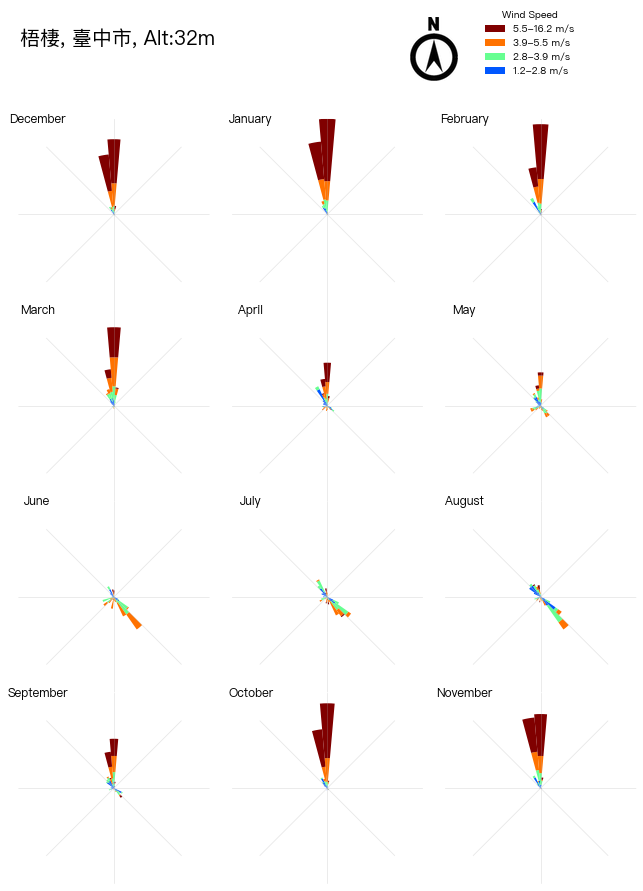 梧棲, 臺中市, Alt:32m
N
Wind Speed
5.5–16.2 m/s
3.9–5.5 m/s
2.8–3.9 m/s
1.2–2.8 m/s
December
January
February
March
April
May
June
July
August
September
October
November